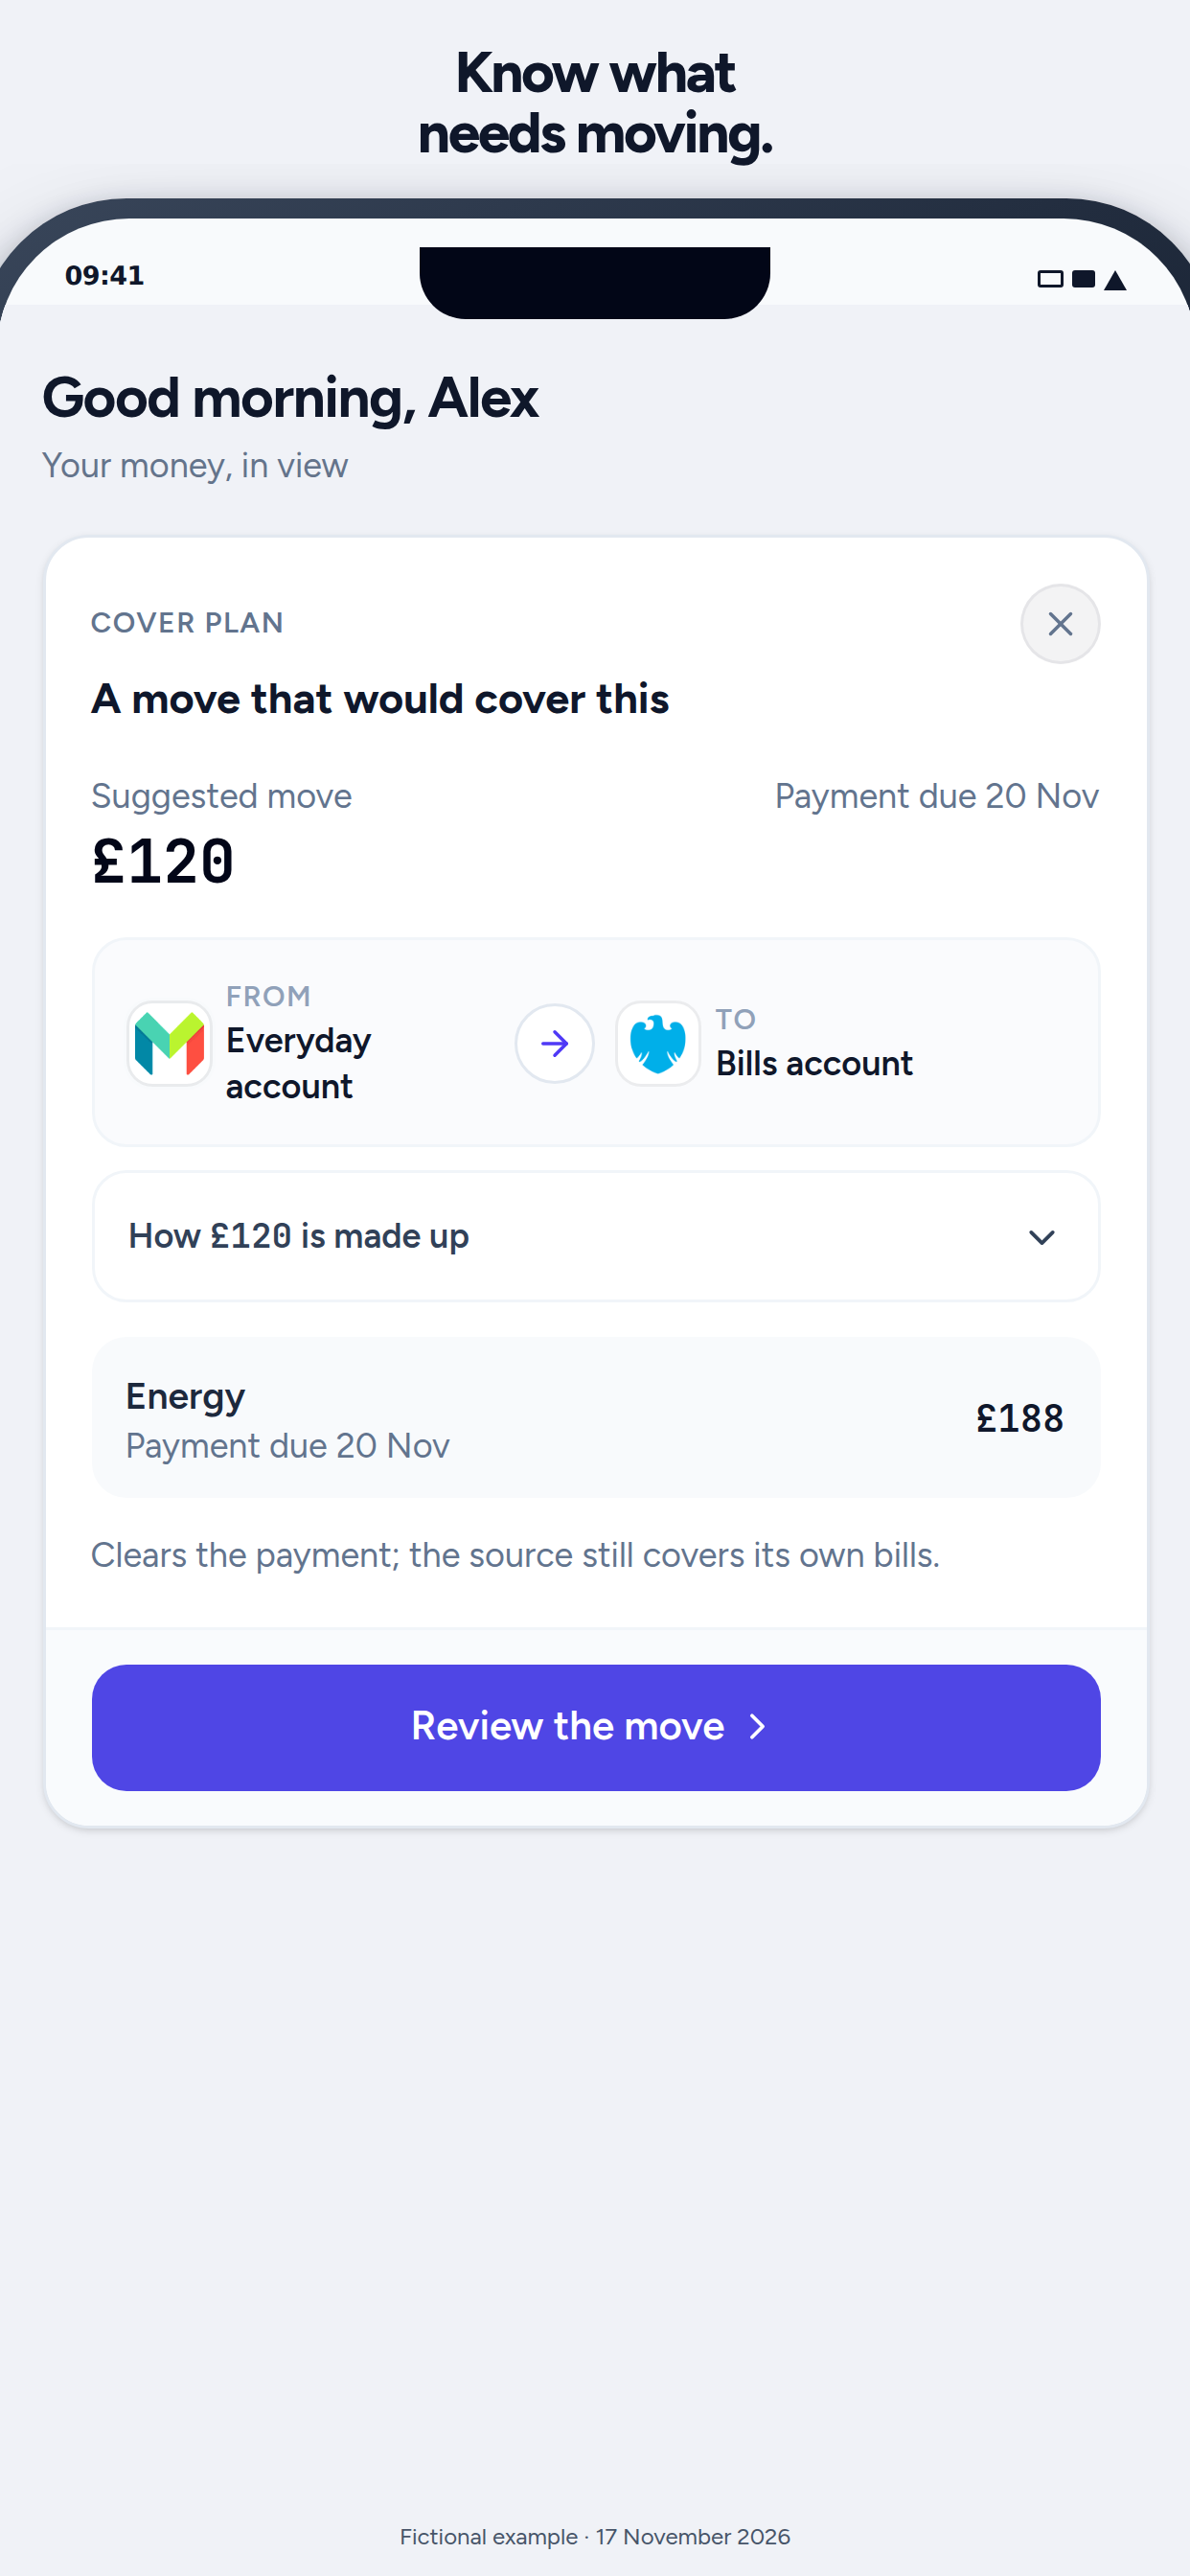 Know what
needs moving.
09:41
Good morning, Alex
Your money, in view
COVER PLAN
A move that would cover this
Suggested move
Payment due 20 Nov
£120
FROM
Everyday
account
TO
Bills account
How £120 is made up
Energy
Payment due 20 Nov
£188
Clears the payment; the source still covers its own bills.
Review the move
Fictional example · 17 November 2026